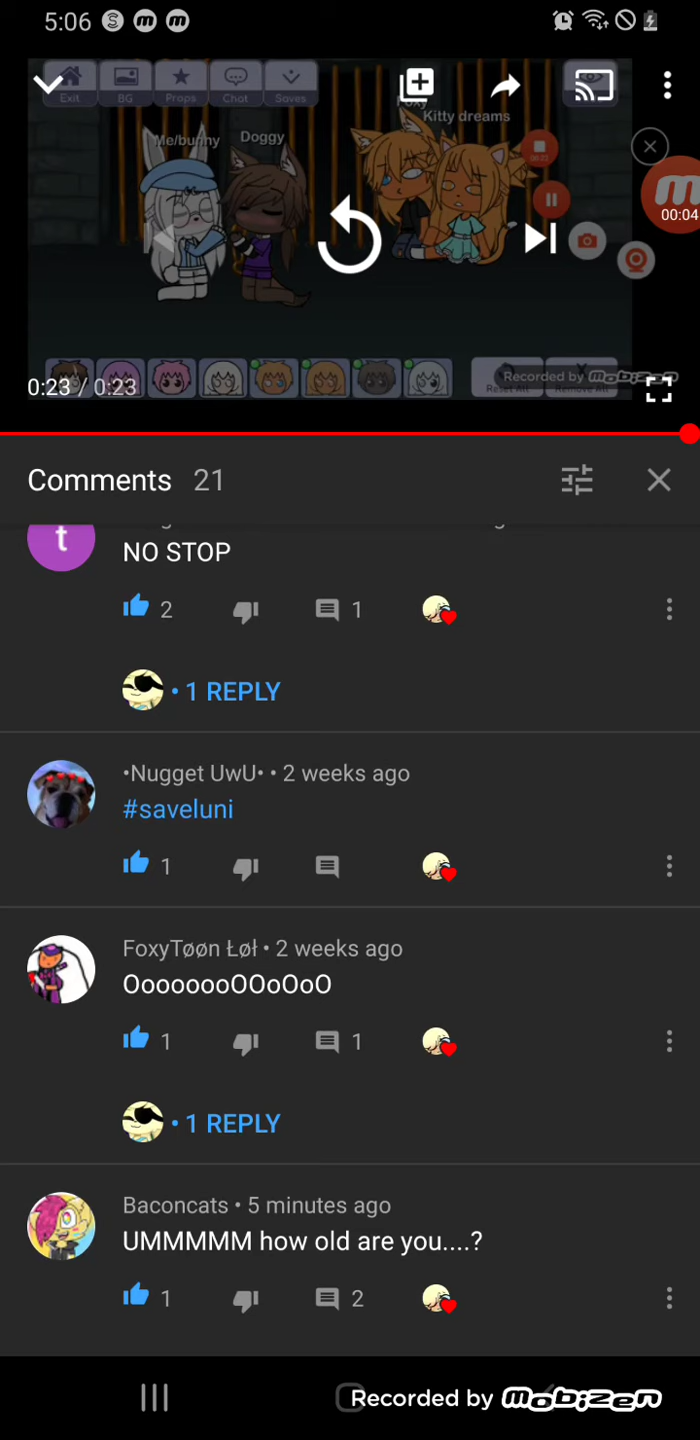 5:06
Exit
BG
Props
Chat
Saves
Foxy
Kitty dreams
Me/bunny
Doggy
00:04
0:23 / 0:23
Recorded by Mobizen
Comments 21
t
NO STOP
2
1
• 1 REPLY
•Nugget UwU• • 2 weeks ago
#saveluni
1
FoxyTøøn Łøł • 2 weeks ago
OoooooooOOoOoO
1
1
• 1 REPLY
Baconcats • 5 minutes ago
UMMMMM how old are you....?
1
2
Recorded by Mobizen